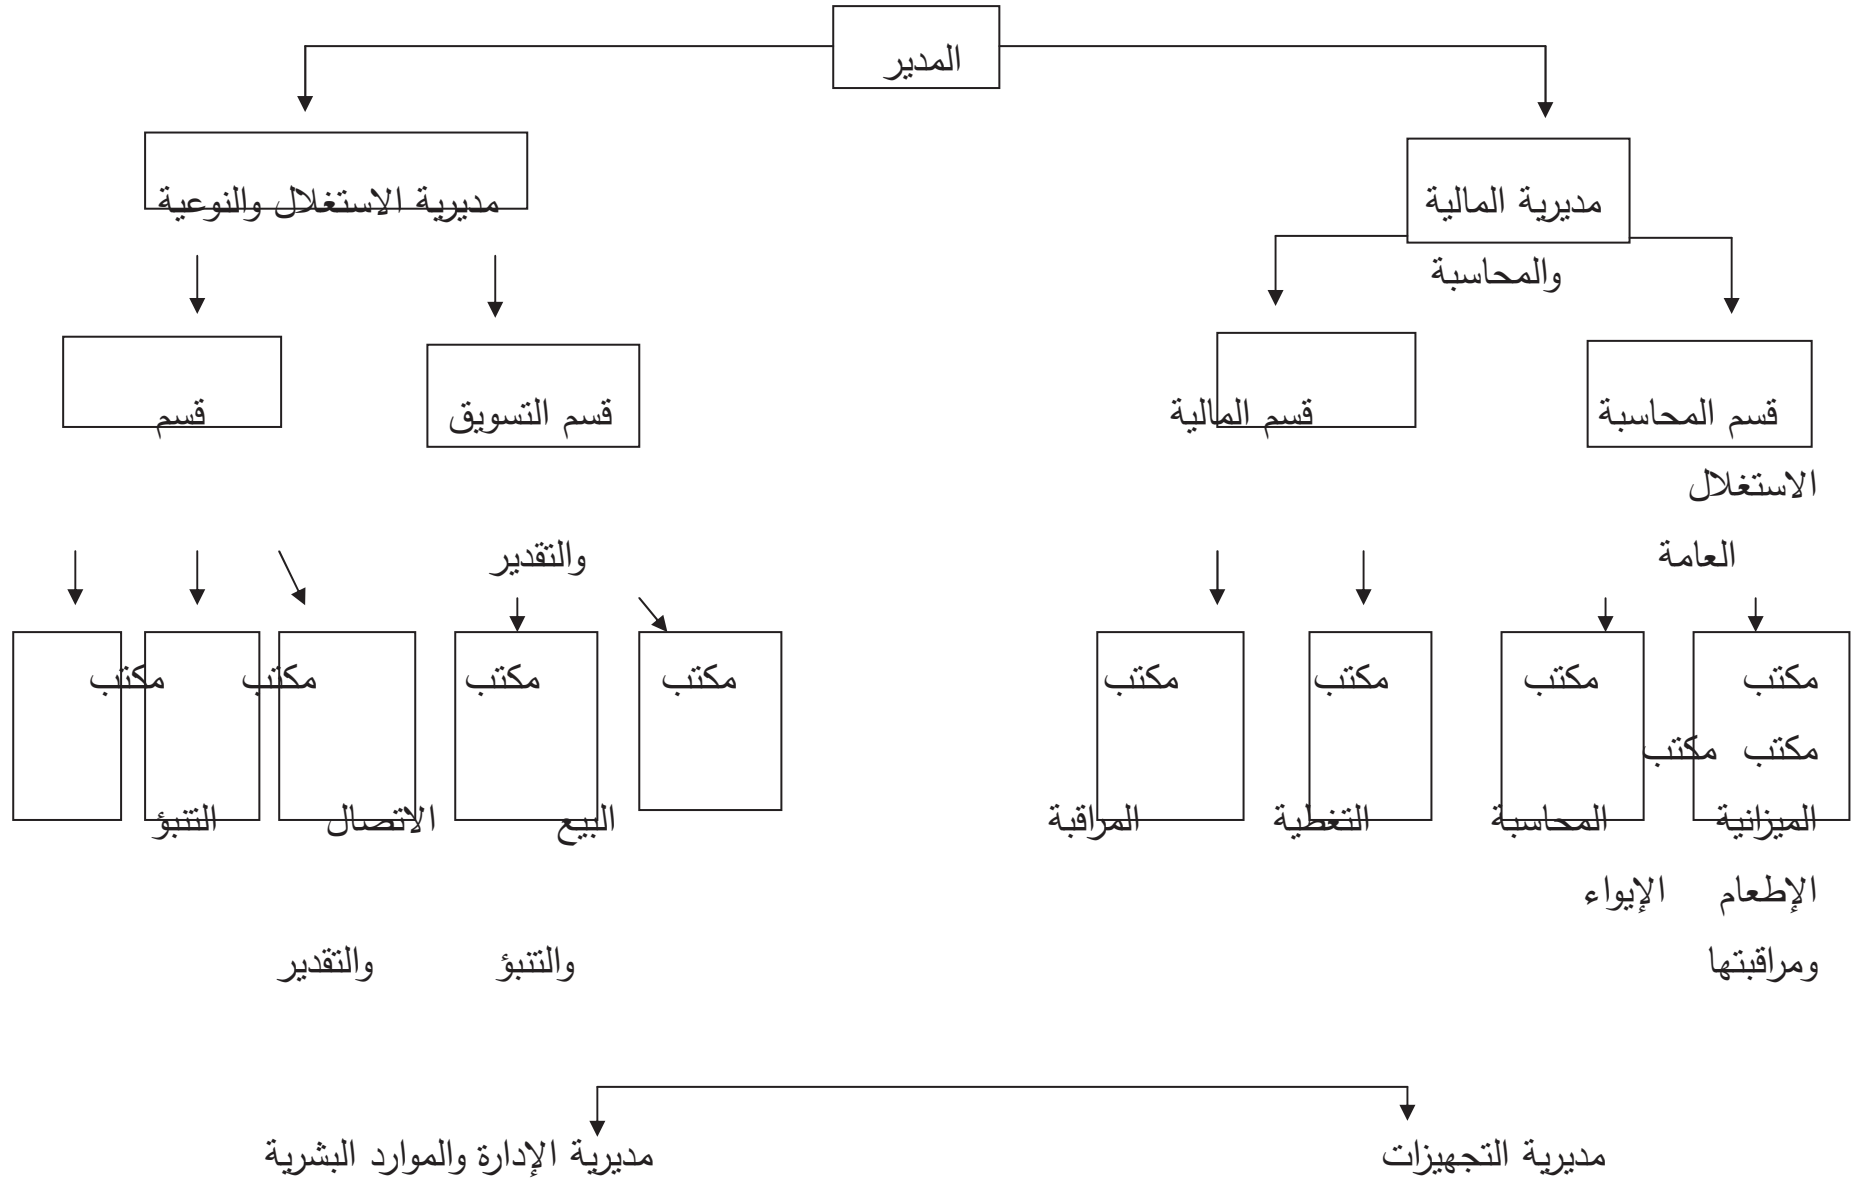 المدير
مديرية المالية مديرية الاستغلال والنوعية
والمحاسبة
قسم المحاسبة قسم المالية قسم التسويق قسم
الاستغلال
العامة والتقدير
مكتب مكتب مكتب مكتب مكتب مكتب مكتب مكتب
مكتب مكتب
الميزانية المحاسبة التغطية المراقبة البيع الاتصال التنبؤ
الإطعام الإيواء
ومراقبتها والتنبؤ والتقدير
مديرية التجهيزات مديرية الإدارة والموارد البشرية